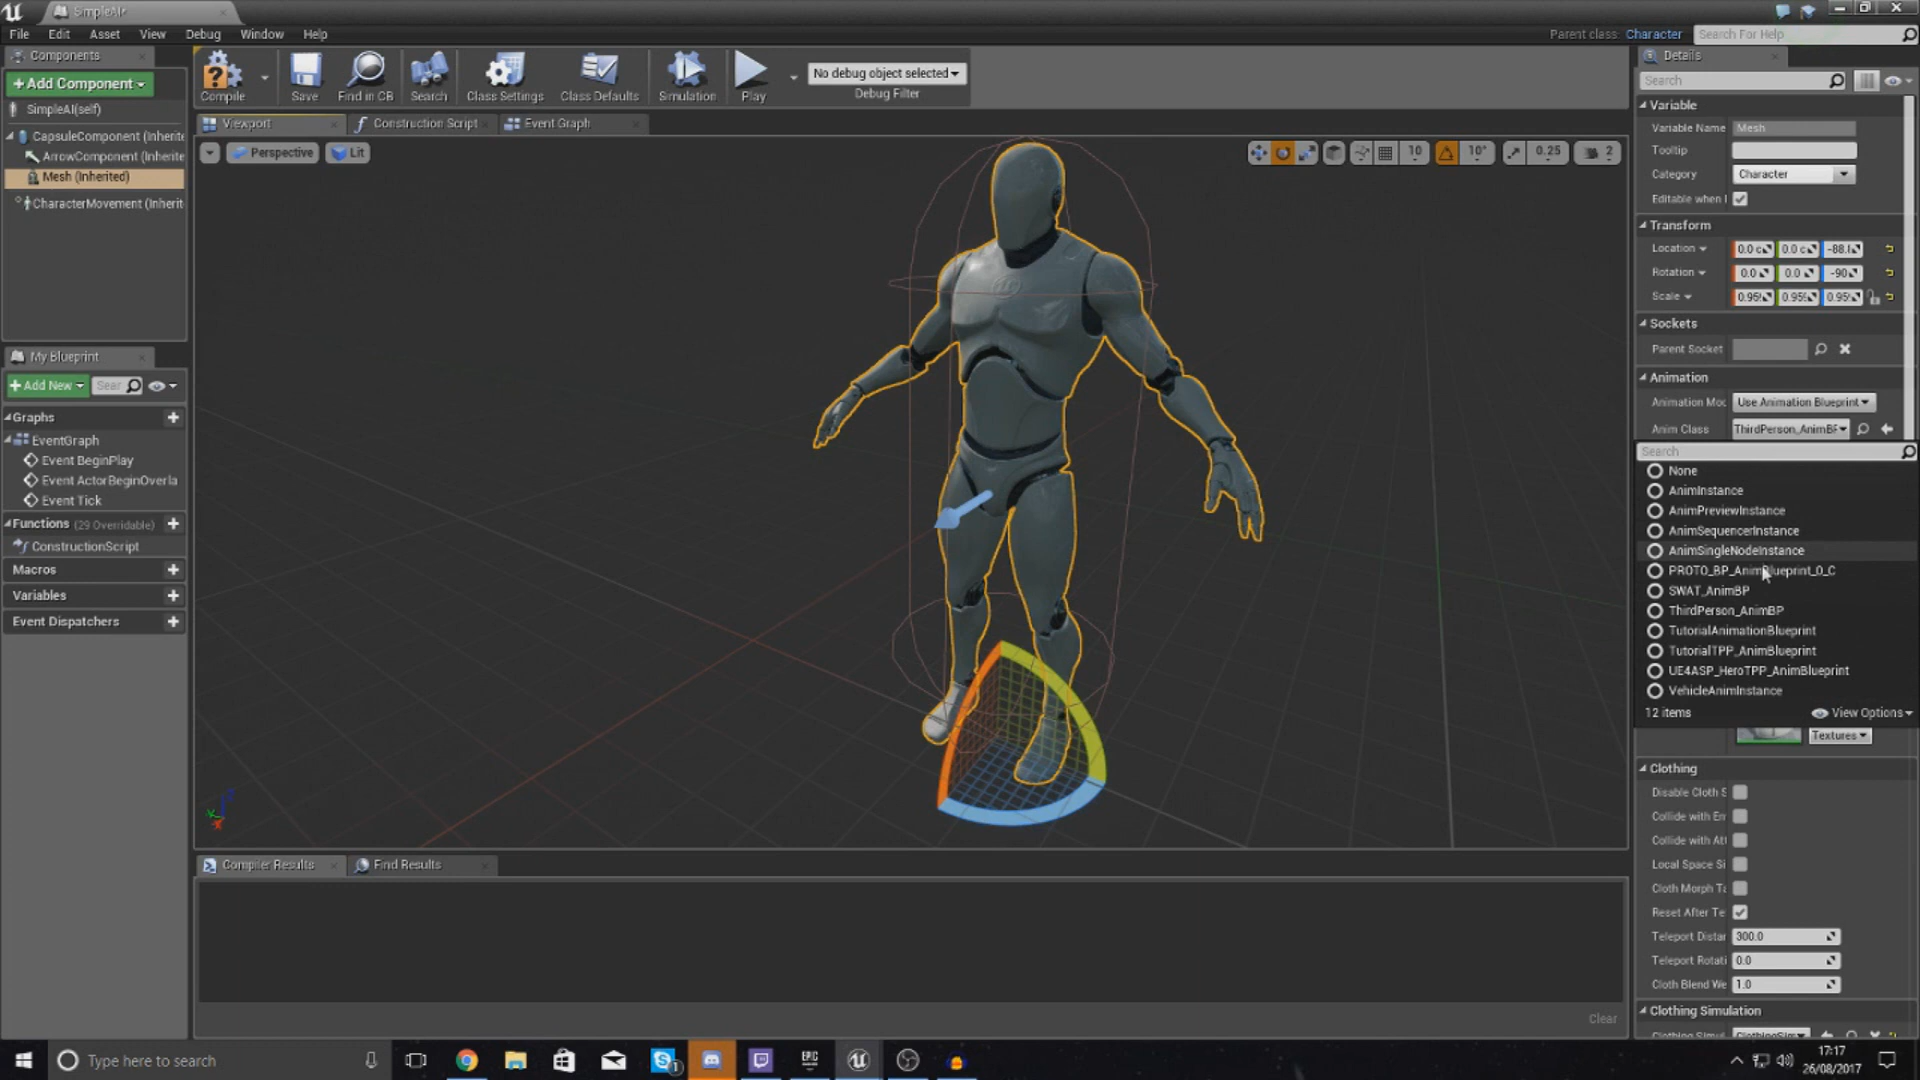 SimpleAI*
File Edit Asset View Debug Window Help
Parent class: Character
Search For Help
Components
+Add Component
SimpleAI(self)
CapsuleComponent (Inherite
ArrowComponent (Inherite
Mesh (Inherited)
CharacterMovement (Inherit
Compile
Save
Find in CB
Search
Class Settings
Class Defaults
Simulation
Play
No debug object selected
Debug Filter
Viewport
Construction Script
Event Graph
Perspective
Lit
10
10°
0.25
2
My Blueprint
+Add New
Sear
Graphs
EventGraph
Event BeginPlay
Event ActorBeginOverla
Event Tick
Functions (29 Overridable)
ConstructionScript
Macros
Variables
Event Dispatchers
Compiler Results
Find Results
Clear
Details
Search
Variable
Variable Name Mesh
Tooltip
Category Character
Editable when I
Transform
Location 0.0 c 0.0 c -88.
Rotation 0.0 0.0 -90
Scale 0.95 0.95 0.95
Sockets
Parent Socket
Animation
Animation Mod Use Animation Blueprint
Anim Class ThirdPerson_AnimBF
Search
None
AnimInstance
AnimPreviewInstance
AnimSequencerInstance
AnimSingleNodeInstance
PROTO_BP_AnimBlueprint_0_C
SWAT_AnimBP
ThirdPerson_AnimBP
TutorialAnimationBlueprint
TutorialTPP_AnimBlueprint
UE4ASP_HeroTPP_AnimBlueprint
VehicleAnimInstance
12 items
View Options
Textures
Clothing
Disable Cloth S
Collide with En
Collide with Att
Local Space Si
Cloth Morph Ta
Reset After Te
Teleport Distar 300.0
Teleport Rotati 0.0
Cloth Blend We 1.0
Clothing Simulation
Type here to search
EPIC
1
17:17
26/08/2017